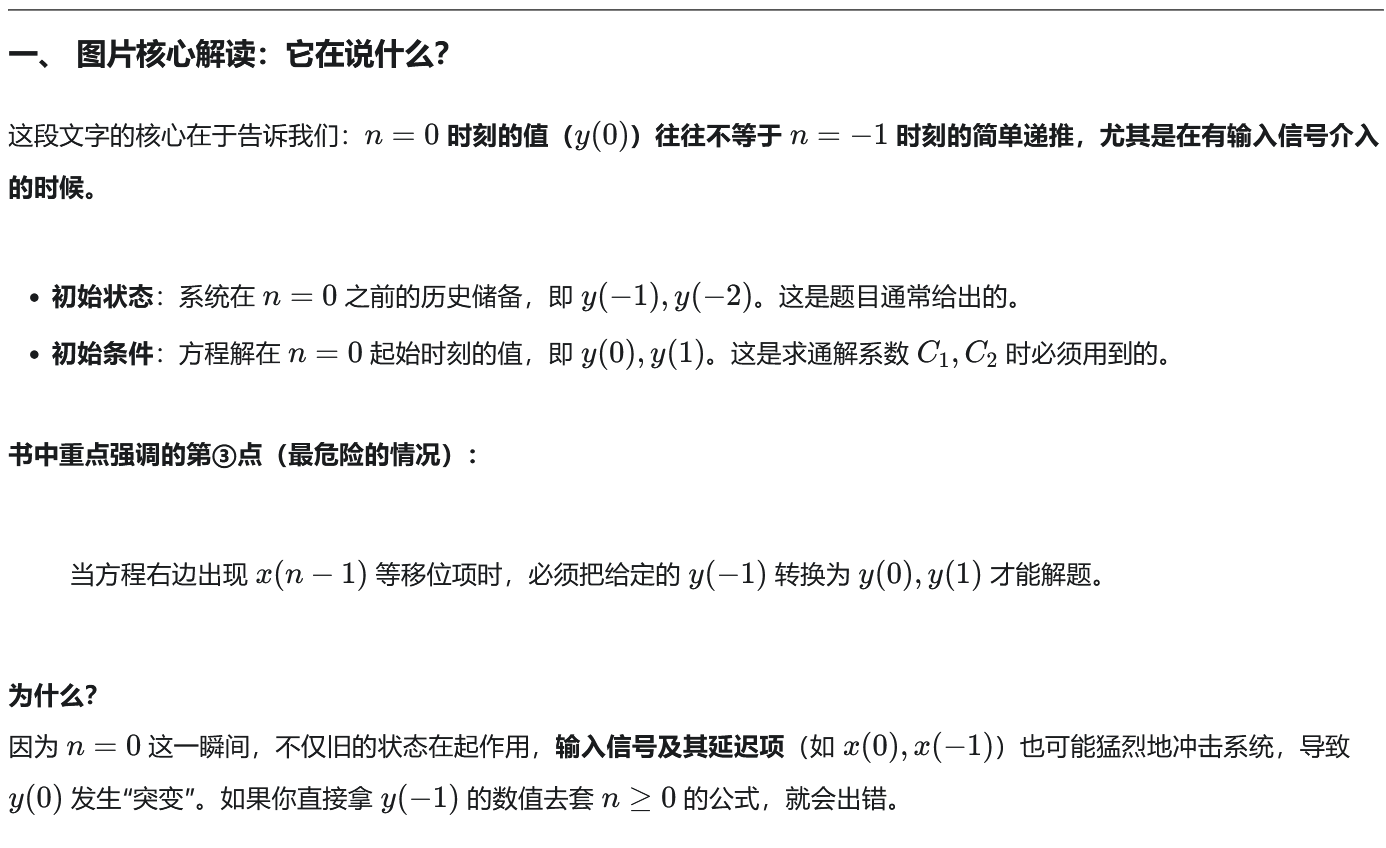 一、 图片核心解读：它在说什么？
这段文字的核心在于告诉我们：n = 0 时刻的值（y(0)）往往不等于 n = −1 时刻的简单递推，尤其是在有输入信号介入
的时候。
• 初始状态：系统在 n = 0 之前的历史储备，即 y(−1), y(−2)。这是题目通常给出的。
• 初始条件：方程解在 n = 0 起始时刻的值，即 y(0), y(1)。这是求通解系数 C₁, C₂ 时必须用到的。
书中重点强调的第③点（最危险的情况）：
当方程右边出现 x(n − 1) 等移位项时，必须把给定的 y(−1) 转换为 y(0), y(1) 才能解题。
为什么？
因为 n = 0 这一瞬间，不仅旧的状态在起作用，输入信号及其延迟项（如 x(0), x(−1)）也可能猛烈地冲击系统，导致
y(0) 发生“突变”。如果你直接拿 y(−1) 的数值去套 n ≥ 0 的公式，就会出错。